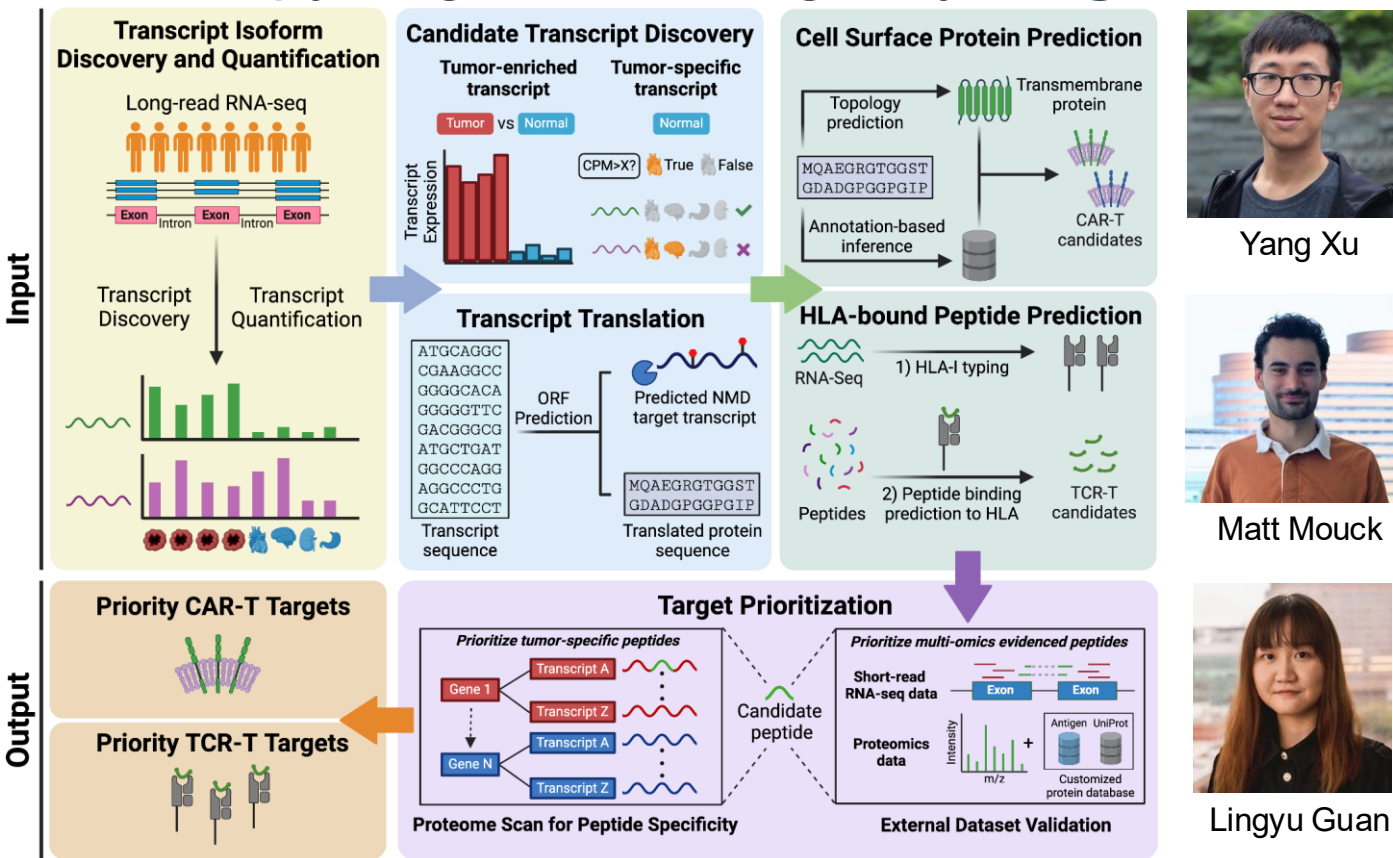 Transcript Isoform
Discovery and Quantification
Long-read RNA-seq
Exon
Exon
Exon
Intron
Intron
Transcript
Discovery
Transcript
Quantification
Candidate Transcript Discovery
Tumor-enriched
transcript
Tumor vs Normal
Transcript
Expression
Tumor-specific
transcript
Normal
CPM>X?
True
False
Transcript Translation
ATGCAGGC
CGAAGGCC
GGGGCACA
GGGGGTTC
GACGGGCG
ATGCTGAT
GGCCCAGG
AGGCCCTG
GCATTCCT
Transcript
sequence
ORF
Prediction
Predicted NMD
target transcript
MQAEGRGTGGST
GDADGPGGPGIP
Translated protein
sequence
Cell Surface Protein Prediction
Topology
prediction
Transmembrane
protein
MQAEGRGTGGST
GDADGPGGPGIP
Annotation-based
inference
CAR-T
candidates
HLA-bound Peptide Prediction
RNA-Seq
1) HLA-I typing
Peptides
2) Peptide binding
prediction to HLA
TCR-T
candidates
Input
Output
Priority CAR-T Targets
Priority TCR-T Targets
Target Prioritization
Prioritize tumor-specific peptides
Gene 1
Transcript A
Transcript Z
Gene N
Transcript A
Transcript Z
Proteome Scan for Peptide Specificity
Candidate
peptide
Prioritize multi-omics evidenced peptides
Short-read
RNA-seq data
Exon
Exon
Proteomics
data
Intensity
m/z
+
Antigen
UniProt
Customized
protein database
External Dataset Validation
Yang Xu
Matt Mouck
Lingyu Guan